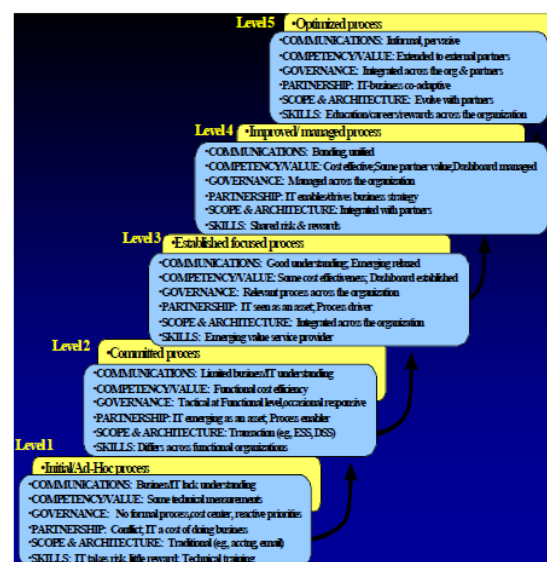 Level 5
•Optimized process
•COMMUNICATIONS: Informal, pervasive
•COMPETENCY/VALUE: Extended to external partners
•GOVERNANCE: Integrated across the org & partners
•PARTNERSHIP: IT-business co-adaptive
•SCOPE & ARCHITECTURE: Evolve with partners
•SKILLS: Education/careers/rewards across the organization
Level 4
•Improved/ managed process
•COMMUNICATIONS: Bonding, unified
•COMPETENCY/VALUE: Cost effective,Some partner value,Dashboard managed
•GOVERNANCE: Managed across the organization
•PARTNERSHIP: IT enables/drives business strategy
•SCOPE & ARCHITECTURE: Integrated with partners
•SKILLS: Shared risk & rewards
Level 3
•Established focused process
•COMMUNICATIONS: Good understanding; Emerging relaxed
•COMPETENCY/VALUE: Some cost effectiveness; Dashboard established
•GOVERNANCE: Relevant process across the organization
•PARTNERSHIP: IT seen as an asset; Process driver
•SCOPE & ARCHITECTURE: Integrated across the organization
•SKILLS: Emerging value service provider
Level 2
•Committed process
•COMMUNICATIONS: Limited business/IT understanding
•COMPETENCY/VALUE: Functional cost efficiency
•GOVERNANCE: Tactical at Functional level,occasional responsive
•PARTNERSHIP: IT emerging as an asset; Process enabler
•SCOPE & ARCHITECTURE: Transaction (eg, ESS, DSS)
•SKILLS: Differs across functional organizations
Level 1
•Initial/Ad-Hoc process
•COMMUNICATIONS: Business/IT lack understanding
•COMPETENCY/VALUE: Some technical measurements
•GOVERNANCE: No formal process,cost center, reactive priorities
•PARTNERSHIP: Conflict; IT a cost of doing business
•SCOPE & ARCHITECTURE: Traditional (eg, acctng, email)
•SKILLS: IT takes risk, little reward; Technical training